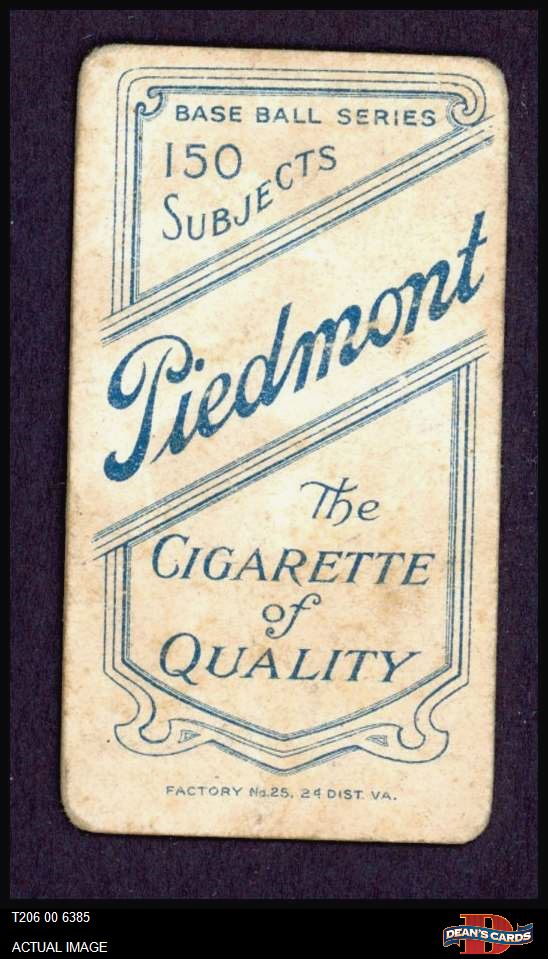 BASE BALL SERIES
150
SUBJECTS
Piedmont
The
CIGARETTE
of
QUALITY
FACTORY No.25, 2d DIST. VA.
T206 00 6385
ACTUAL IMAGE
D
DEAN'S CARDS